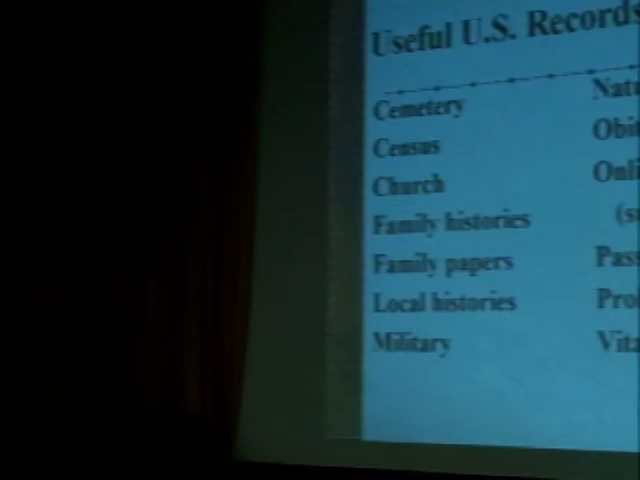 Useful U.S. Records
Cemetery
Census
Church
Family histories
Family papers
Local histories
Military